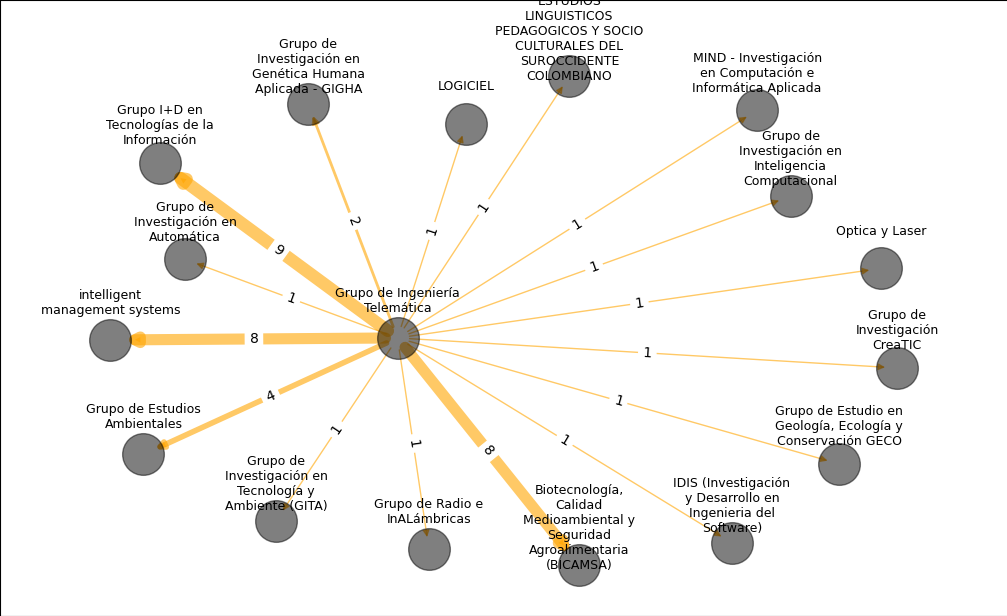 ESTUDIOS
LINGUISTICOS
PEDAGOGICOS Y SOCIO
CULTURALES DEL
SUROCCIDENTE
COLOMBIANO
Grupo de
Investigación en
Genética Humana
Aplicada - GIGHA
LOGICIEL
MIND - Investigación
en Computación e
Informática Aplicada
Grupo I+D en
Tecnologías de la
Información
Grupo de
Investigación en
Inteligencia
Computacional
Grupo de
Investigación en
Automática
Optica y Laser
intelligent
management systems
Grupo de Ingeniería
Telemática
Grupo de
Investigación
CreaTIC
Grupo de Estudios
Ambientales
Grupo de Estudio en
Geología, Ecología y
Conservación GECO
Grupo de
Investigación en
Tecnología y
Ambiente (GITA)
Grupo de Radio e
InALámbricas
Biotecnología,
Calidad
Medioambiental y
Seguridad
Agroalimentaria
(BICAMSA)
IDIS (Investigación
y Desarrollo en
Ingenieria del
Software)
2
1
1
1
1
1
1
1
1
1
1
8
9
1
8
4
1